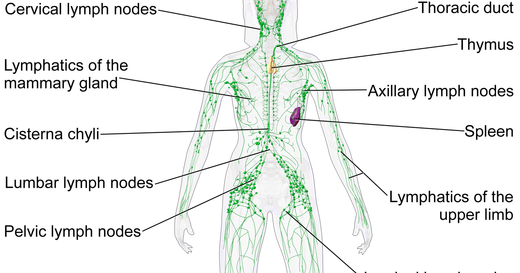 Cervical lymph nodes
Thoracic duct
Thymus
Lymphatics of the
mammary gland
Axillary lymph nodes
Cisterna chyli
Spleen
Lumbar lymph nodes
Lymphatics of the
upper limb
Pelvic lymph nodes